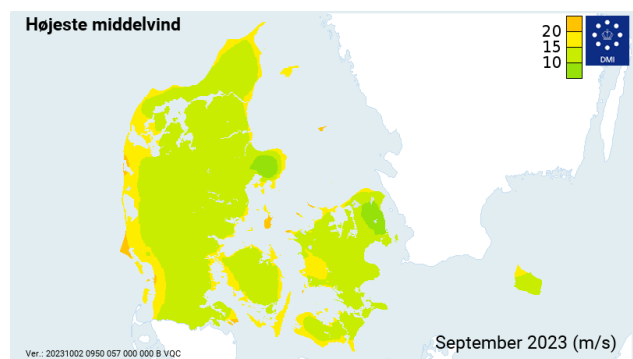 Højeste middelvind
20
15
10
DMI
September 2023 (m/s)
Ver.: 20231002 0950 057 000 000 B VQC